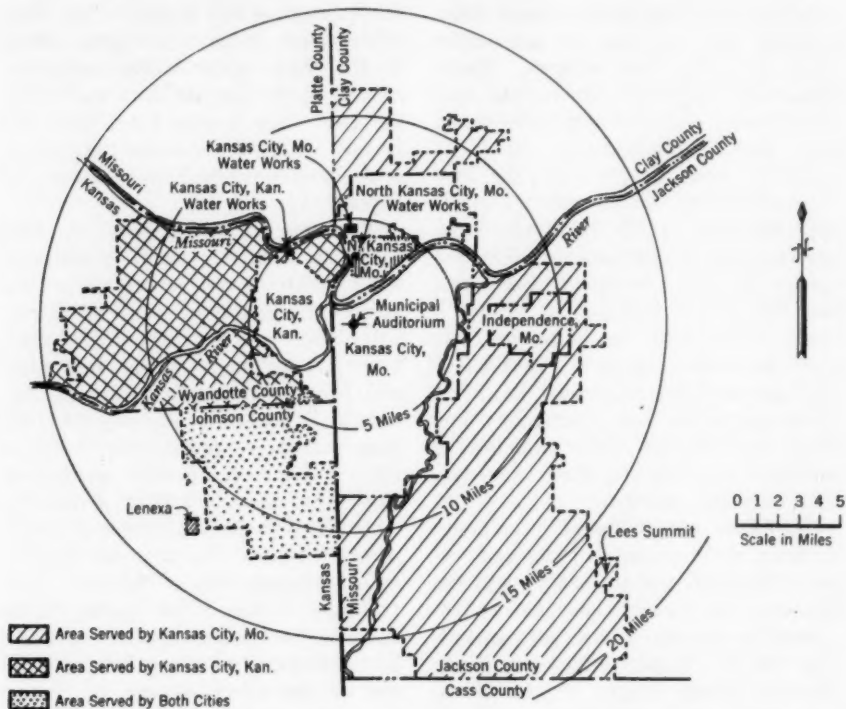 Platte County
Clay County
Kansas City, Mo.
Water Works
Kansas City, Kan.
Water Works
North Kansas City, Mo.
Water Works
Missouri
Kansas
Missouri
River
Clay County
Jackson County
N
N. Kansas
City,
Mo.
Kansas
City,
Kan.
Municipal
Auditorium
Kansas City,
Mo.
Independence
Mo.
Kansas
River
Wyandotte County
Johnson County
5 Miles
10 Miles
15 Miles
20 Miles
Lenexa
Lees Summit
0 1 2 3 4 5
Scale in Miles
Kansas
Missouri
Jackson County
Cass County
Area Served by Kansas City, Mo.
Area Served by Kansas City, Kan.
Area Served by Both Cities